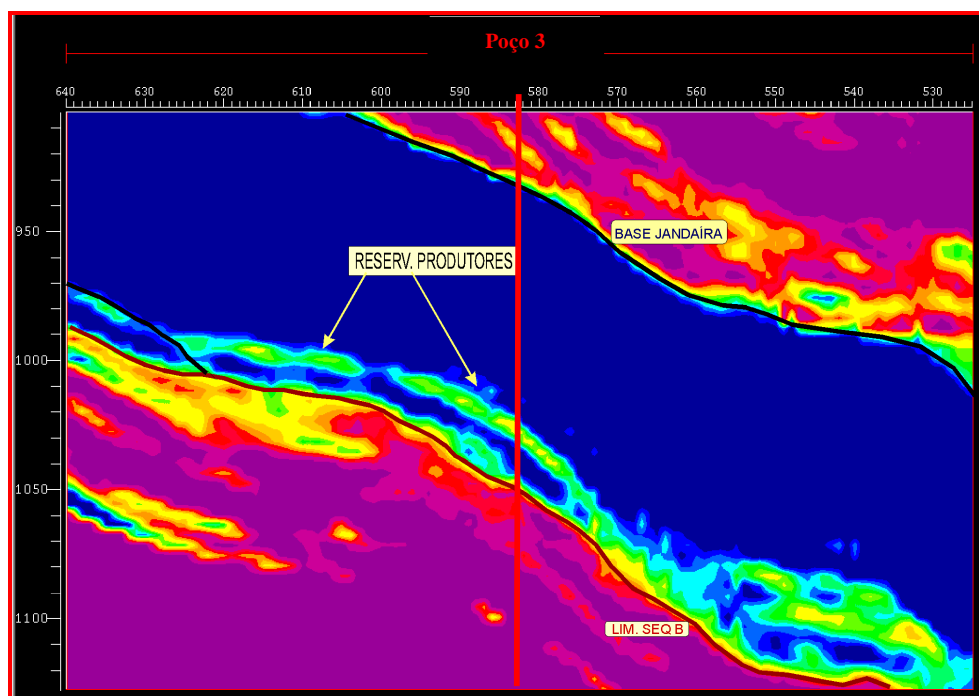 Poço 3
640 630 620 610 600 590 580 570 560 550 540 530
BASE JANDAÍRA
950
RESERV. PRODUTORES
1000
1050
1100
LIM. SEQ B